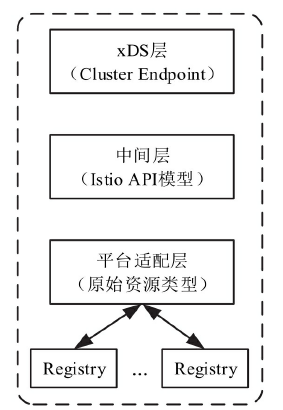 xDS层
（Cluster Endpoint）
中间层
（Istio API模型）
平台适配层
（原始资源类型）
Registry ... Registry